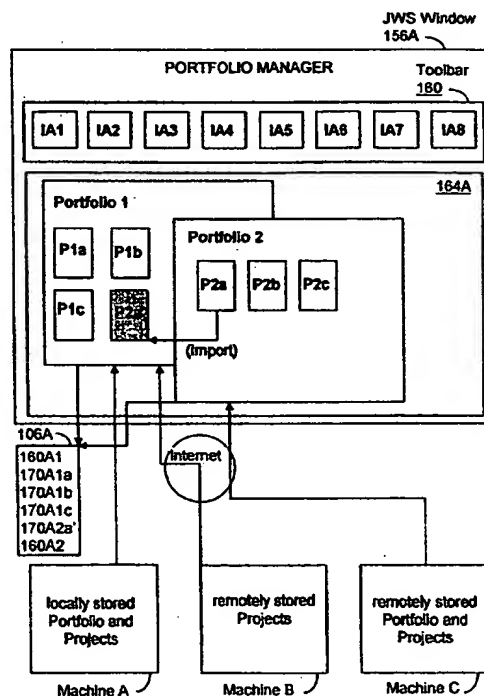 JWS Window
156A
PORTFOLIO MANAGER
Toolbar
160
IA1 IA2 IA3 IA4 IA5 IA6 IA7 IA8
164A
Portfolio 1
P1a P1b
Portfolio 2
P2a P2b P2c
P1c
(import)
106A
Internet
160A1
170A1a
170A1b
170A1c
170A2a'
160A2
locally stored
Portfolio and
Projects
remotely stored
Projects
remotely stored
Portfolio and
Projects
Machine A
Machine B
Machine C